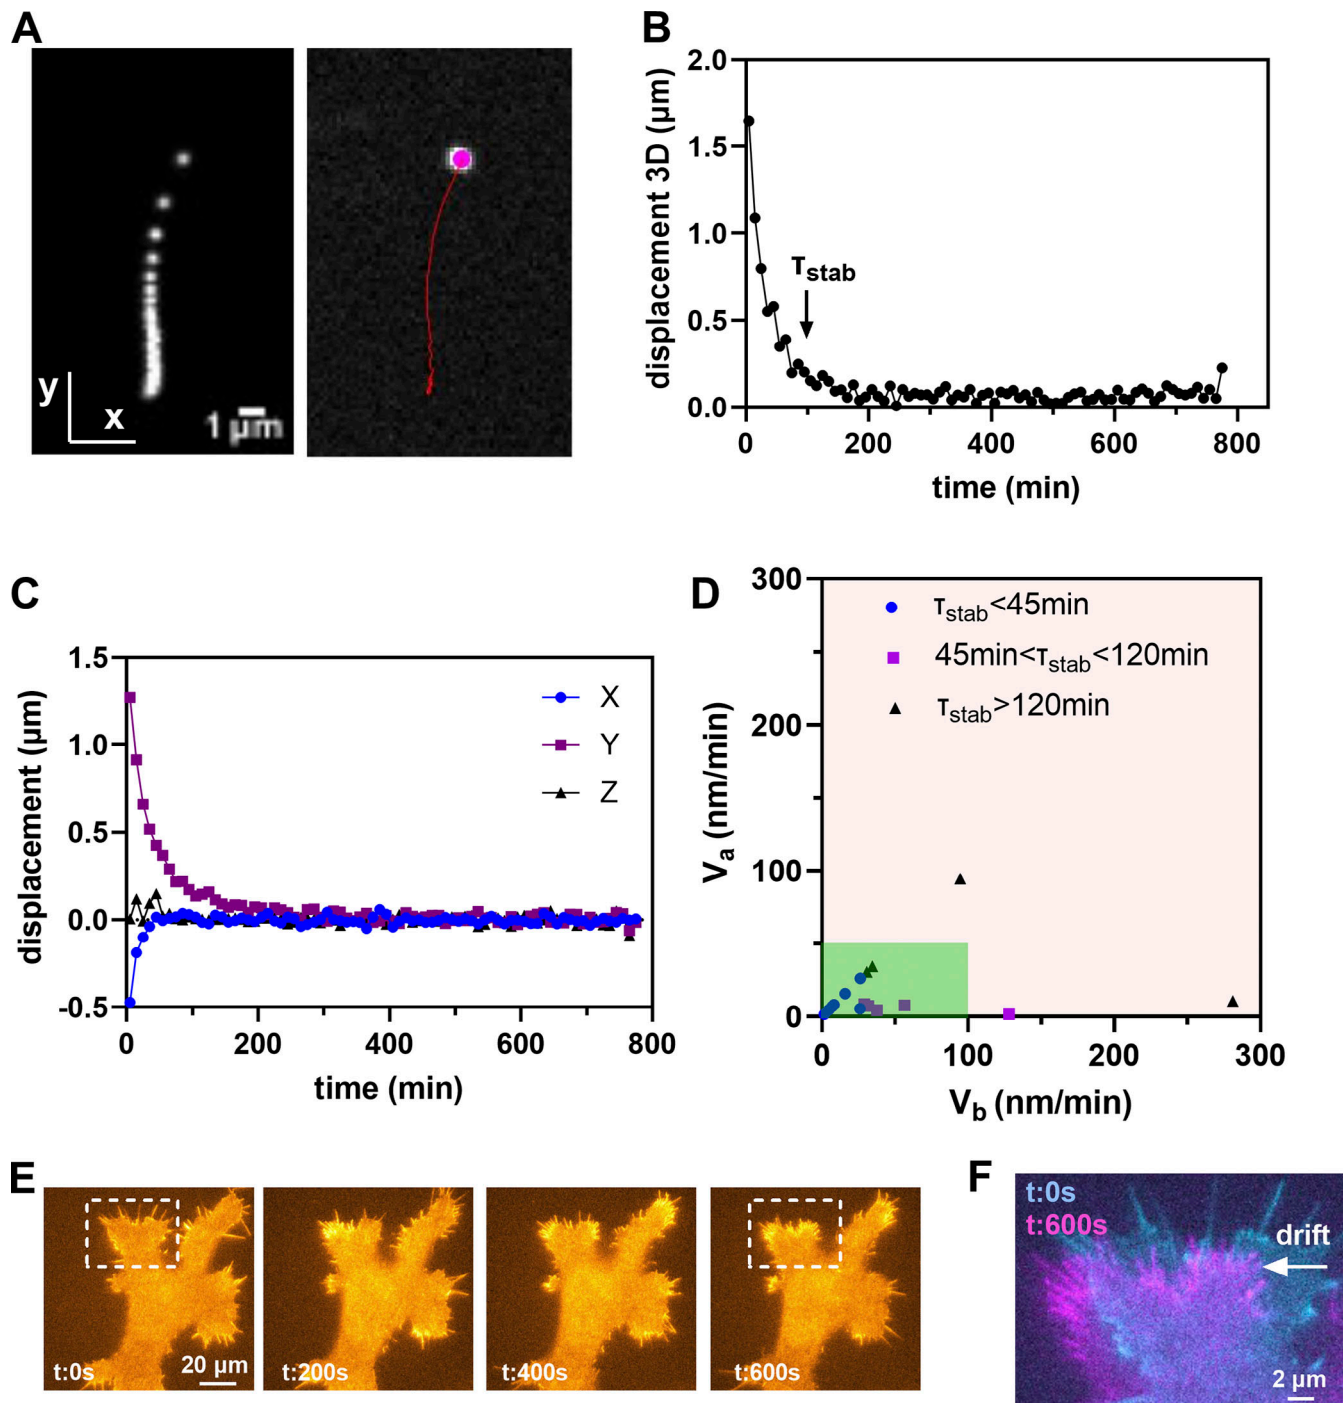 A
y
x
1 µm
B
displacement 3D (µm)
2.0
1.5
1.0
0.5
0.0
τstab
0 200 400 600 800
time (min)
C
displacement (µm)
1.5
1.0
0.5
0.0
-0.5
X
Y
Z
0 200 400 600 800
time (min)
D
Va (nm/min)
300
200
100
0
τstab<45min
45min<τstab<120min
τstab>120min
0 100 200 300
Vb (nm/min)
E
t:0s
20 µm
t:200s
t:400s
t:600s
F
t:0s
t:600s
drift
2 µm